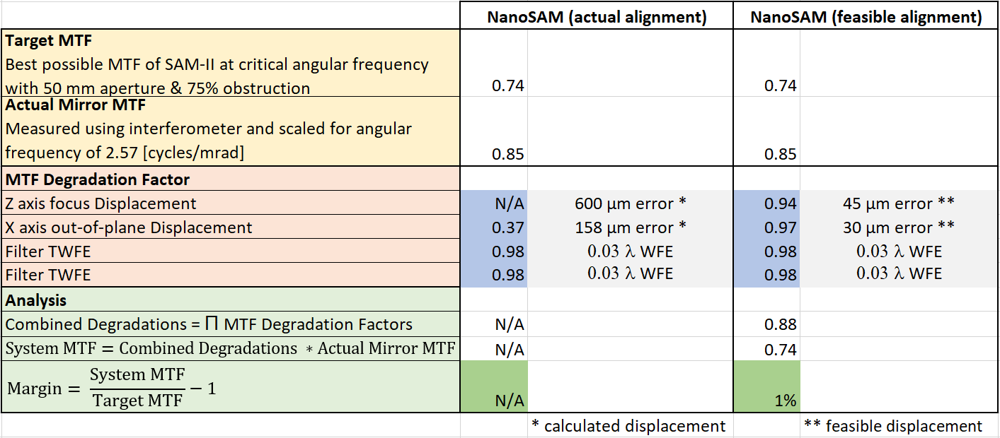 NanoSAM (actual alignment) NanoSAM (feasible alignment)
Target MTF
Best possible MTF of SAM-II at critical angular frequency
with 50 mm aperture & 75% obstruction 0.74 0.74
Actual Mirror MTF
Measured using interferometer and scaled for angular
frequency of 2.57 [cycles/mrad] 0.85 0.85
MTF Degradation Factor
Z axis focus Displacement N/A 600 µm error * 0.94 45 µm error **
X axis out-of-plane Displacement 0.37 158 µm error * 0.97 30 µm error **
Filter TWFE 0.98 0.03 λ WFE 0.98 0.03 λ WFE
Filter TWFE 0.98 0.03 λ WFE 0.98 0.03 λ WFE
Analysis
Combined Degradations = ∏ MTF Degradation Factors N/A 0.88
System MTF = Combined Degradations * Actual Mirror MTF N/A 0.74
System MTF
Margin = − 1
Target MTF N/A 1%
* calculated displacement ** feasible displacement